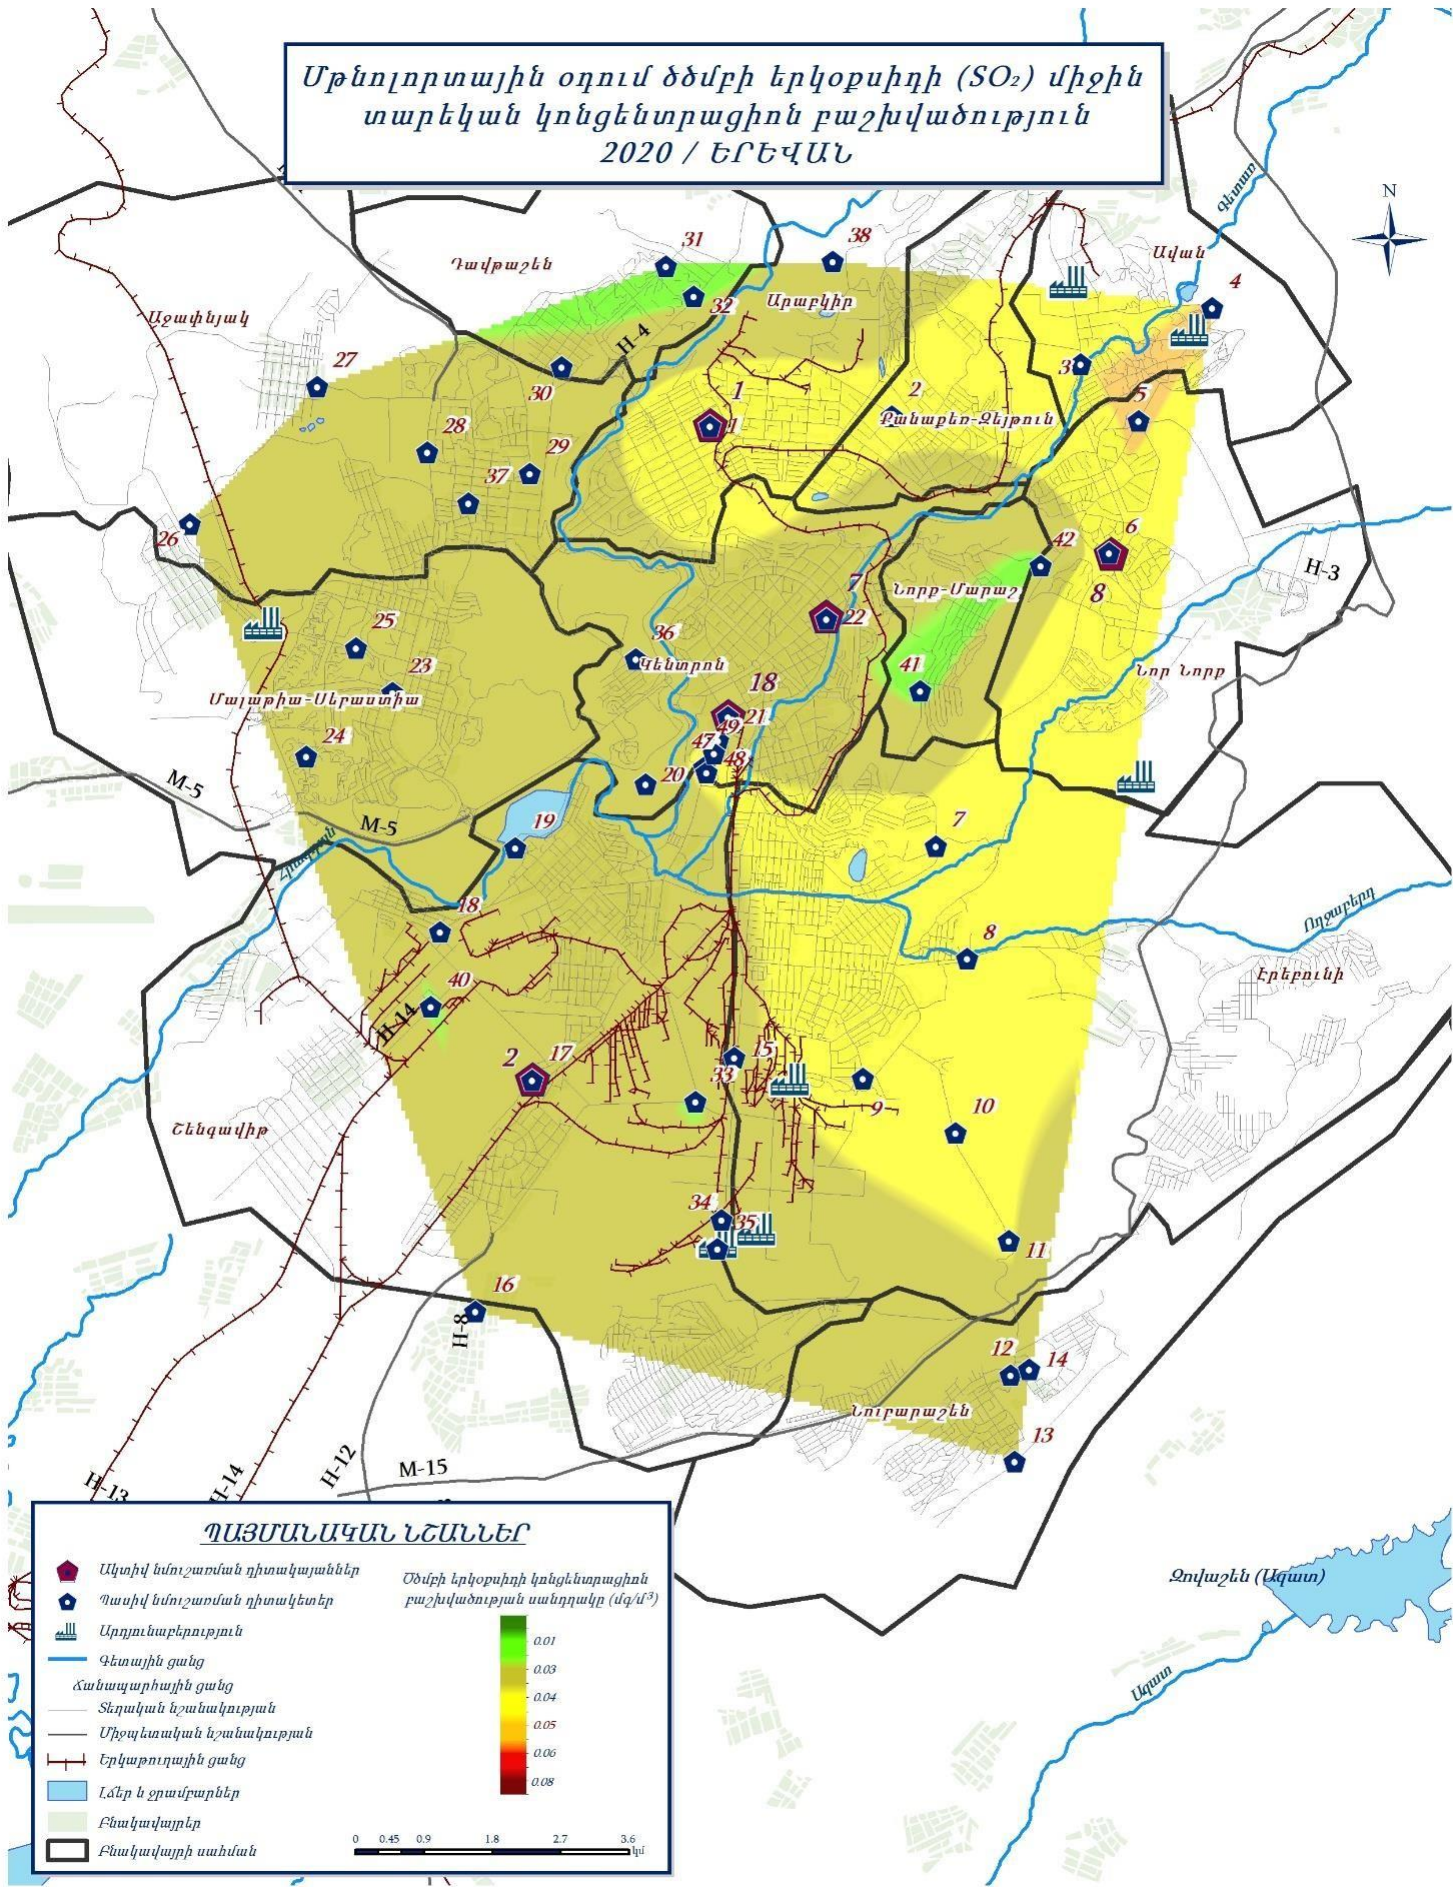 Մթնոլորտային օդում ծծմբի երկօքսիդի (SO₂) միջին
տարեկան կոնցենտրացիոն բաշխվածություն
2020 / ԵՐԵՎԱՆ
N
Գետառ
Ավան
Դավթաշեն
31
38
4
32
Արաբկիր
Աջափնյակ
H 4
27
3
30
1
2
5
1
Քանաքեռ-Զեյթուն
28
29
37
6
26
42
H-3
7
Նորք-Մարաշ
8
22
25
36
23
Կենտրոն
41
Նոր Նորք
18
Մալաթիա-Սեբաստիա
21
49
47
24
48
M-5
20
M-5
19
7
Հրազդան
18
8
Ողջաբերդ
Էրեբունի
40
H-14
2
17
15
33
9
10
Շենգավիթ
34
35
11
16
H-8
12
14
Նուբարաշեն
13
H-12
M-15
H-13
H-14
ՊԱՅՄԱՆԱԿԱՆ ՆՇԱՆՆԵՐ
Ակտիվ նմուշառման դիտակայաններ
Պասիվ նմուշառման դիտակետեր
Արդյունաբերություն
Գետային ցանց
Ճանապարհային ցանց
Տեղական նշանակության
Միջպետական նշանակության
Երկաթուղային ցանց
Լճեր և ջրամբարներ
Բնակավայրեր
Բնակավայրի սահման
Ծծմբի երկօքսիդի կոնցենտրացիոն
բաշխվածության սանդղակը (մգ/մ³)
0.01
0.03
0.04
0.05
0.06
0.08
0 0.45 0.9 1.8 2.7 3.6
կմ
Զովաշեն (Ազատ)
Ազատ